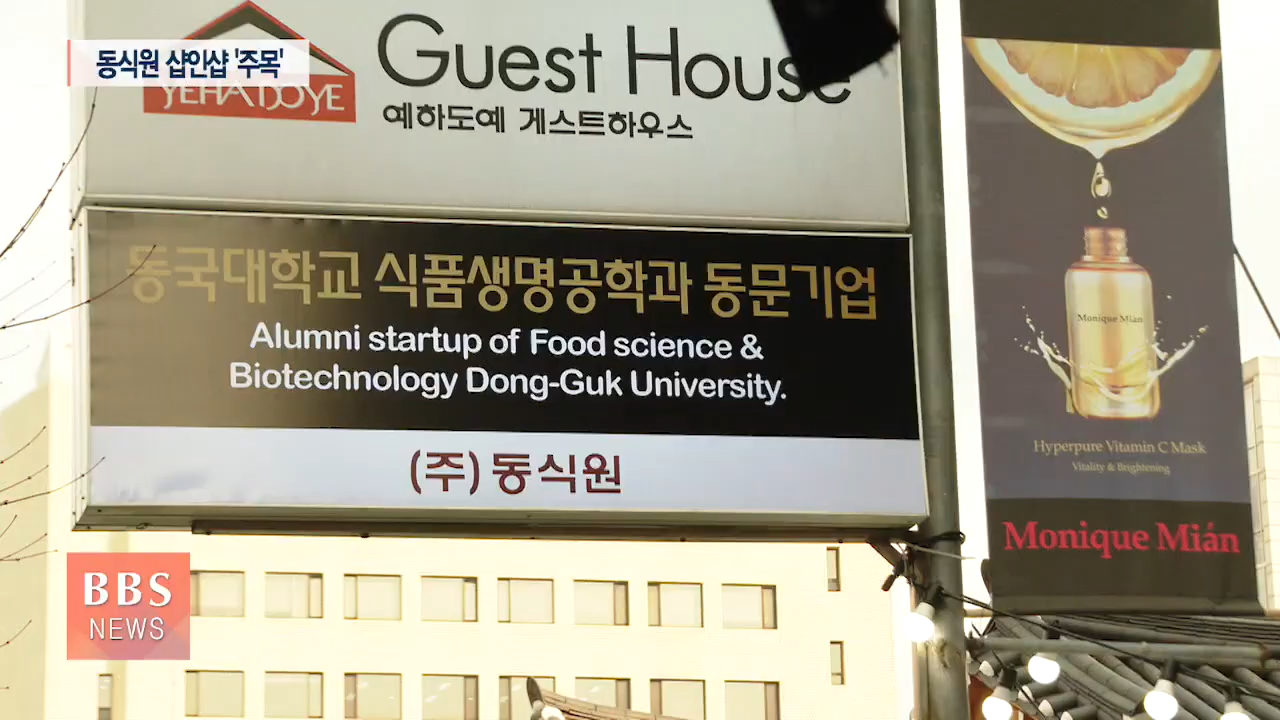 동식원 샵인샵 '주목'
YEHADOYE
Guest House
예하도예 게스트하우스
동국대학교 식품생명공학과 동문기업
Alumni startup of Food science &
Biotechnology Dong-Guk University.
(주) 동식원
Monique Mian
Hyperpure Vitamin C Mask
Vitality & Brightening
Monique Mián
BBS
NEWS